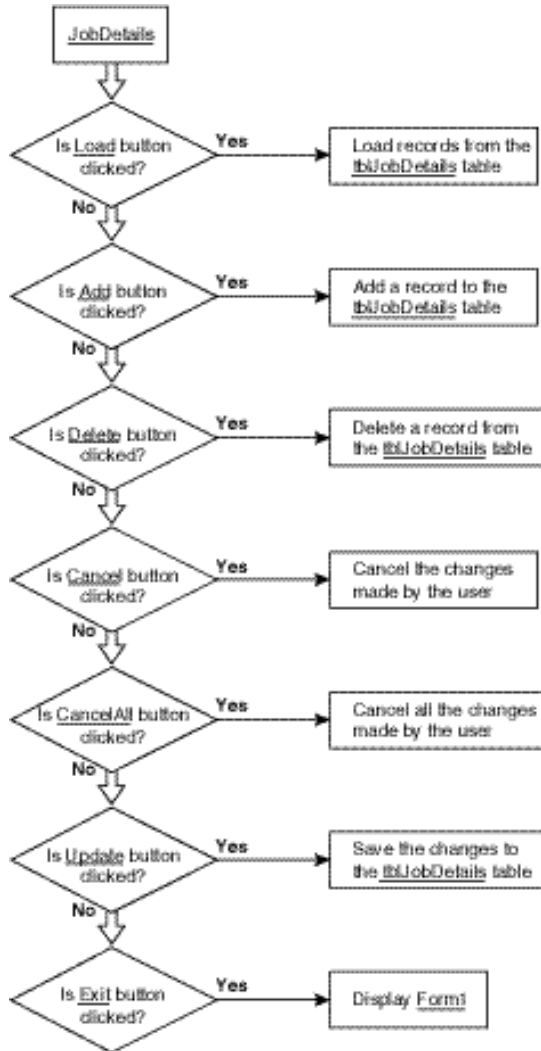 JobDetails
Is Load button
clicked?
Yes
Load records from the
tblJobDetails table
No
Is Add button
clicked?
Yes
Add a record to the
tblJobDetails table
No
Is Delete button
clicked?
Yes
Delete a record from
the tblJobDetails table
No
Is Cancel button
clicked?
Yes
Cancel the changes
made by the user
No
Is CancelAll button
clicked?
Yes
Cancel all the changes
made by the user
No
Is Update button
clicked?
Yes
Save the changes to
the tblJobDetails table
No
Is Exit button
clicked?
Yes
Display Form1